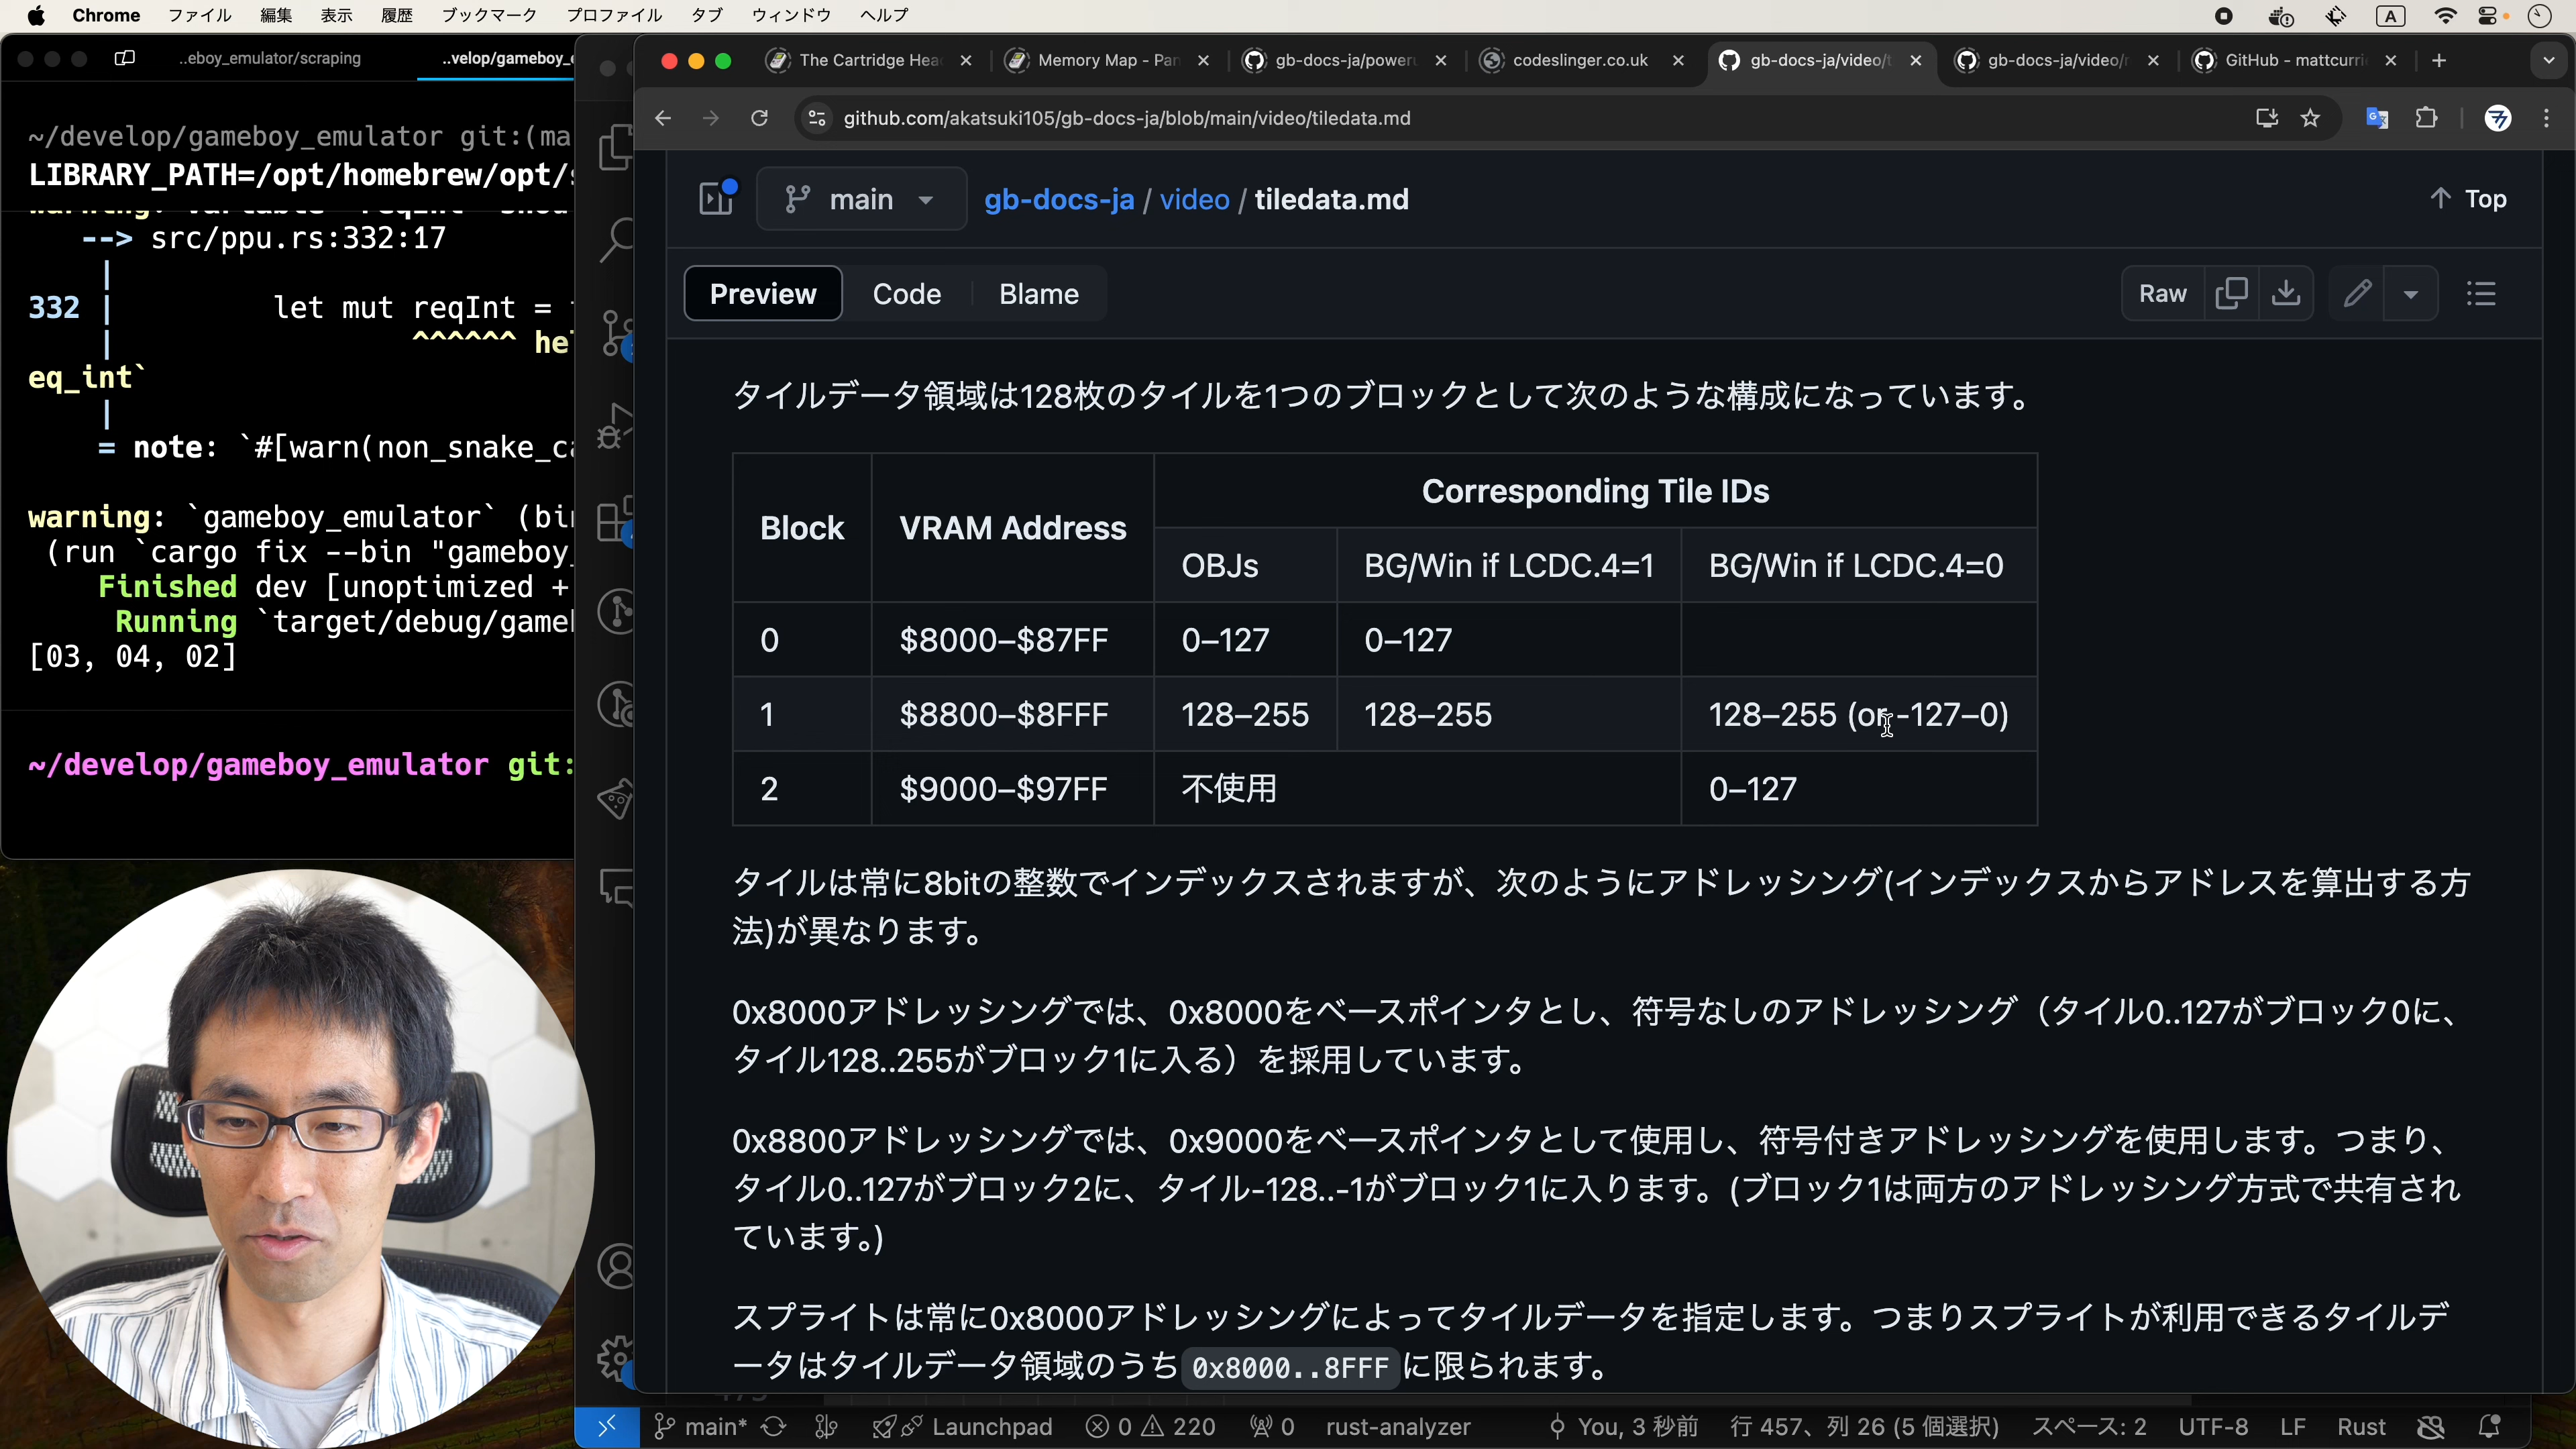 Chrome ファイル 編集 表示 履歴 ブックマーク プロファイル タブ ウィンドウ ヘルプ A
..eboy_emulator/scraping ..velop/gameboy_e
The Cartridge Hea Memory Map - Pan gb-docs-ja/power codeslinger.co.uk gb-docs-ja/video/t gb-docs-ja/video/ GitHub - mattcurri
github.com/akatsuki105/gb-docs-ja/blob/main/video/tiledata.md
~/develop/gameboy_emulator git:(ma
LIBRARY_PATH=/opt/homebrew/opt/s
--> src/ppu.rs:332:17
|
332 | let mut reqInt =
| ^^^^^^ he
eq_int`
|
= note: `#[warn(non_snake_ca
warning: `gameboy_emulator` (bi
(run `cargo fix --bin "gameboy_
Finished dev [unoptimized +
Running `target/debug/game
[03, 04, 02]
~/develop/gameboy_emulator git:
main gb-docs-ja / video / tiledata.md Top
Preview Code Blame Raw
タイルデータ領域は128枚のタイルを1つのブロックとして次のような構成になっています。
Block VRAM Address Corresponding Tile IDs
OBJs BG/Win if LCDC.4=1 BG/Win if LCDC.4=0
0 $8000–$87FF 0–127 0–127
1 $8800–$8FFF 128–255 128–255 128–255 (or -127–0)
2 $9000–$97FF 不使用 0–127
タイルは常に8bitの整数でインデックスされますが、次のようにアドレッシング(インデックスからアドレスを算出する方
法)が異なります。
0x8000アドレッシングでは、0x8000をベースポインタとし、符号なしのアドレッシング（タイル0..127がブロック0に、
タイル128..255がブロック1に入る）を採用しています。
0x8800アドレッシングでは、0x9000をベースポインタとして使用し、符号付きアドレッシングを使用します。つまり、
タイル0..127がブロック2に、タイル-128..-1がブロック1に入ります。(ブロック1は両方のアドレッシング方式で共有され
ています。)
スプライトは常に0x8000アドレッシングによってタイルデータを指定します。つまりスプライトが利用できるタイルデ
ータはタイルデータ領域のうち 0x8000..8FFF に限られます。
main* Launchpad 0 220 0 rust-analyzer You, 3 秒前 行 457、列 26 (5 個選択) スペース: 2 UTF-8 LF Rust